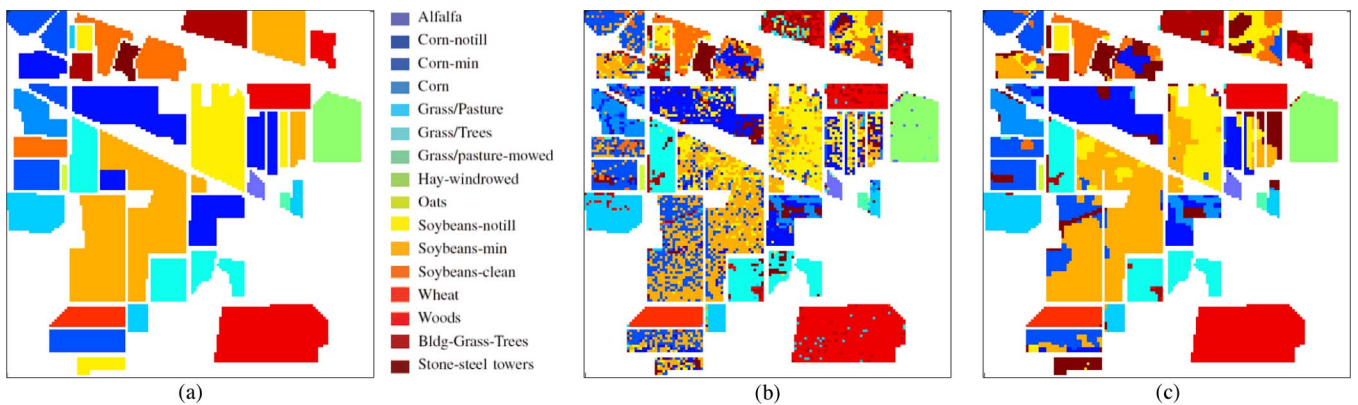 Alfalfa
Corn-notill
Corn-min
Corn
Grass/Pasture
Grass/Trees
Grass/pasture-mowed
Hay-windrowed
Oats
Soybeans-notill
Soybeans-min
Soybeans-clean
Wheat
Woods
Bldg-Grass-Trees
Stone-steel towers
(a)
(b)
(c)